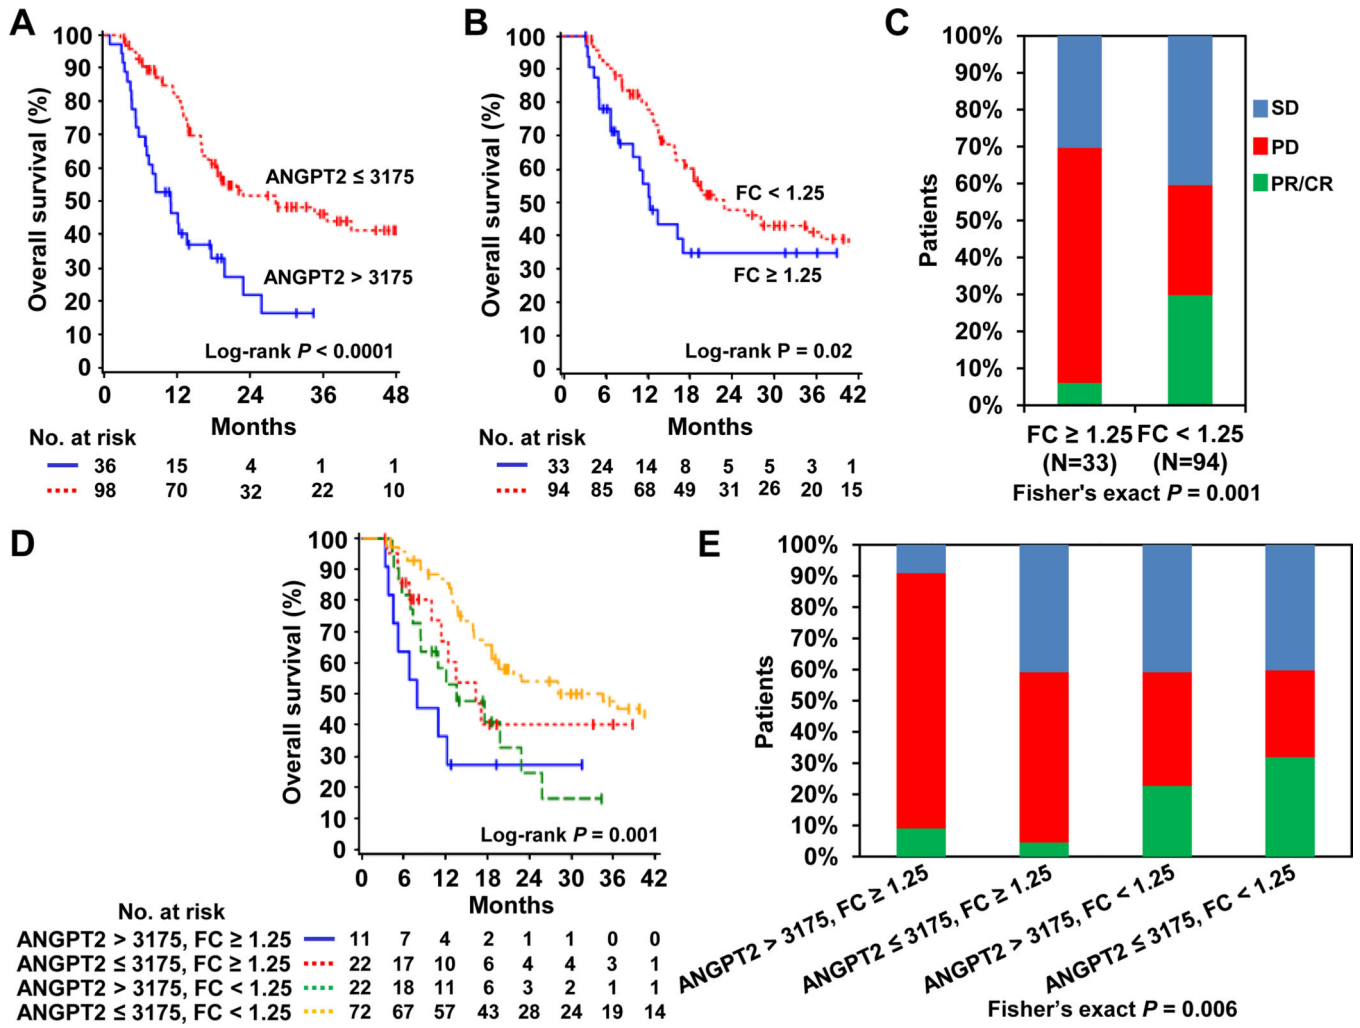 A
100
90
80
70
60
50
40
30
20
10
0
Overall survival (%)
ANGPT2 ≤ 3175
ANGPT2 > 3175
Log-rank P < 0.0001
0 12 24 36 48
Months
No. at risk
36 15 4 1 1
98 70 32 22 10
B
100
90
80
70
60
50
40
30
20
10
0
Overall survival (%)
FC < 1.25
FC ≥ 1.25
Log-rank P = 0.02
0 6 12 18 24 30 36 42
Months
No. at risk
33 24 14 8 5 5 3 1
94 85 68 49 31 26 20 15
C
100%
90%
80%
70%
60%
50%
40%
30%
20%
10%
0%
Patients
SD
PD
PR/CR
FC ≥ 1.25 FC < 1.25
(N=33) (N=94)
Fisher's exact P = 0.001
D
100
90
80
70
60
50
40
30
20
10
0
Overall survival (%)
Log-rank P = 0.001
0 6 12 18 24 30 36 42
Months
No. at risk
ANGPT2 > 3175, FC ≥ 1.25 11 7 4 2 1 1 0 0
ANGPT2 ≤ 3175, FC ≥ 1.25 22 17 10 6 4 4 3 1
ANGPT2 > 3175, FC < 1.25 22 18 11 6 3 2 1 1
ANGPT2 ≤ 3175, FC < 1.25 72 67 57 43 28 24 19 14
E
100%
90%
80%
70%
60%
50%
40%
30%
20%
10%
0%
Patients
ANGPT2 > 3175, FC ≥ 1.25
ANGPT2 ≤ 3175, FC ≥ 1.25
ANGPT2 > 3175, FC < 1.25
ANGPT2 ≤ 3175, FC < 1.25
Fisher’s exact P = 0.006